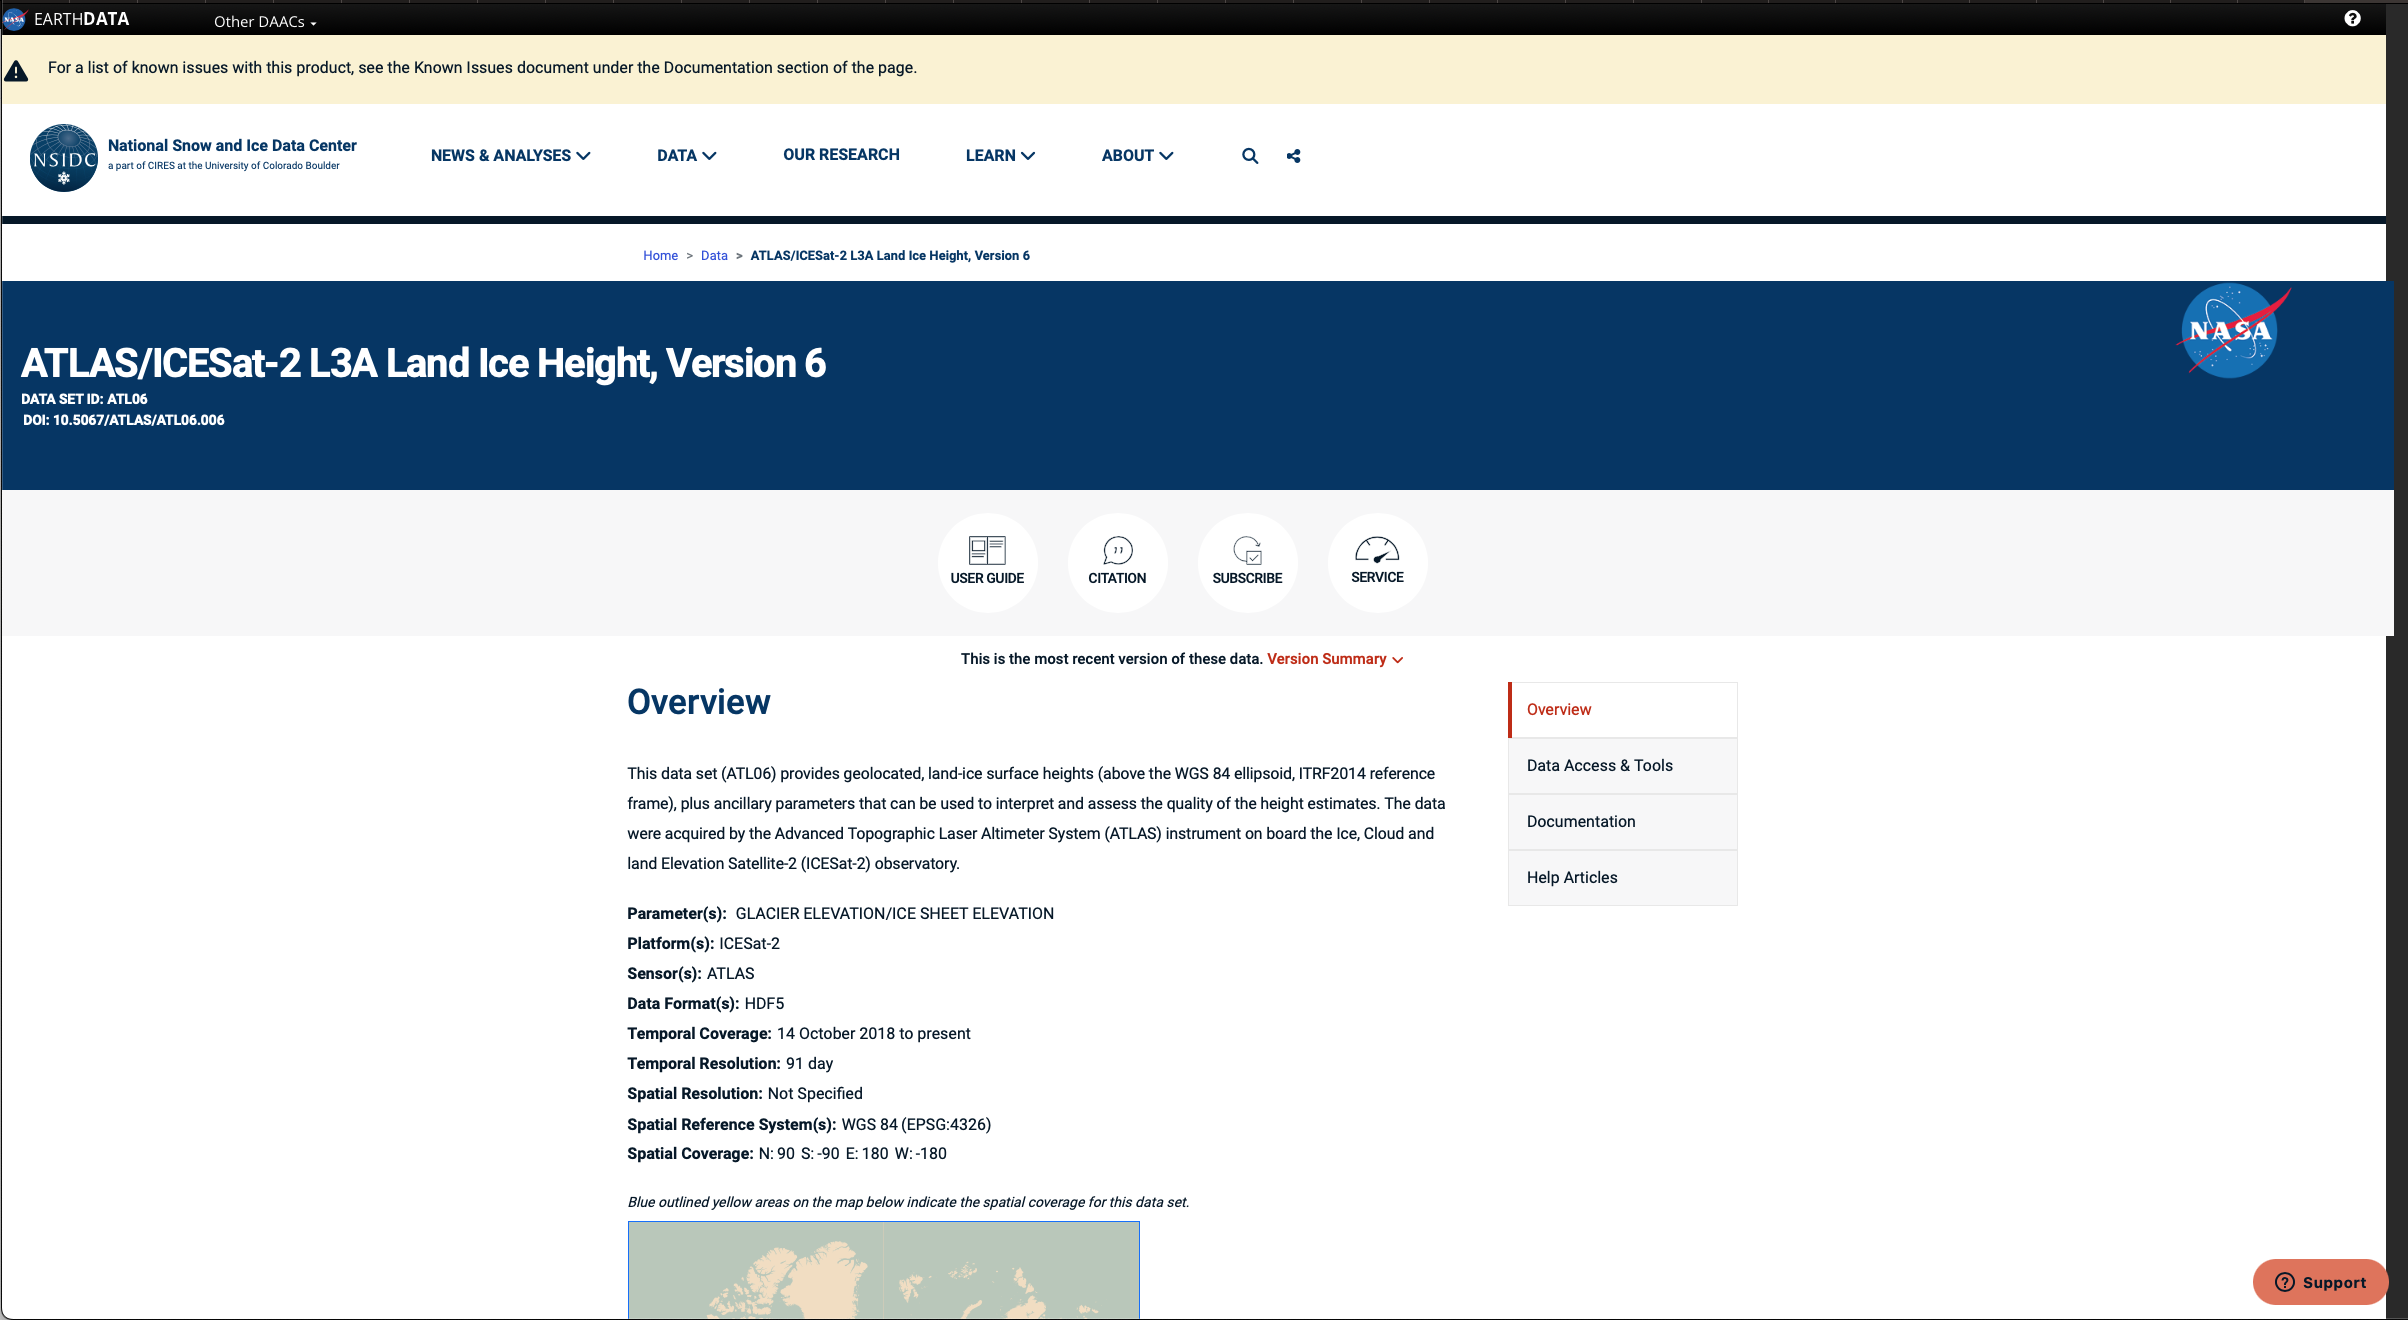 NASA EARTHDATA
Other DAACs
For a list of known issues with this product, see the Known Issues document under the Documentation section of the page.
NSIDC
National Snow and Ice Data Center
a part of CIRES at the University of Colorado Boulder
NEWS & ANALYSES
DATA
OUR RESEARCH
LEARN
ABOUT
Home > Data > ATLAS/ICESat-2 L3A Land Ice Height, Version 6
NASA
ATLAS/ICESat-2 L3A Land Ice Height, Version 6
DATA SET ID: ATL06
DOI: 10.5067/ATLAS/ATL06.006
USER GUIDE
CITATION
SUBSCRIBE
SERVICE
This is the most recent version of these data. Version Summary
Overview
This data set (ATL06) provides geolocated, land-ice surface heights (above the WGS 84 ellipsoid, ITRF2014 reference
frame), plus ancillary parameters that can be used to interpret and assess the quality of the height estimates. The data
were acquired by the Advanced Topographic Laser Altimeter System (ATLAS) instrument on board the Ice, Cloud and
land Elevation Satellite-2 (ICESat-2) observatory.
Parameter(s): GLACIER ELEVATION/ICE SHEET ELEVATION
Platform(s): ICESat-2
Sensor(s): ATLAS
Data Format(s): HDF5
Temporal Coverage: 14 October 2018 to present
Temporal Resolution: 91 day
Spatial Resolution: Not Specified
Spatial Reference System(s): WGS 84 (EPSG:4326)
Spatial Coverage: N: 90 S: -90 E: 180 W: -180
Blue outlined yellow areas on the map below indicate the spatial coverage for this data set.
Overview
Data Access & Tools
Documentation
Help Articles
Support